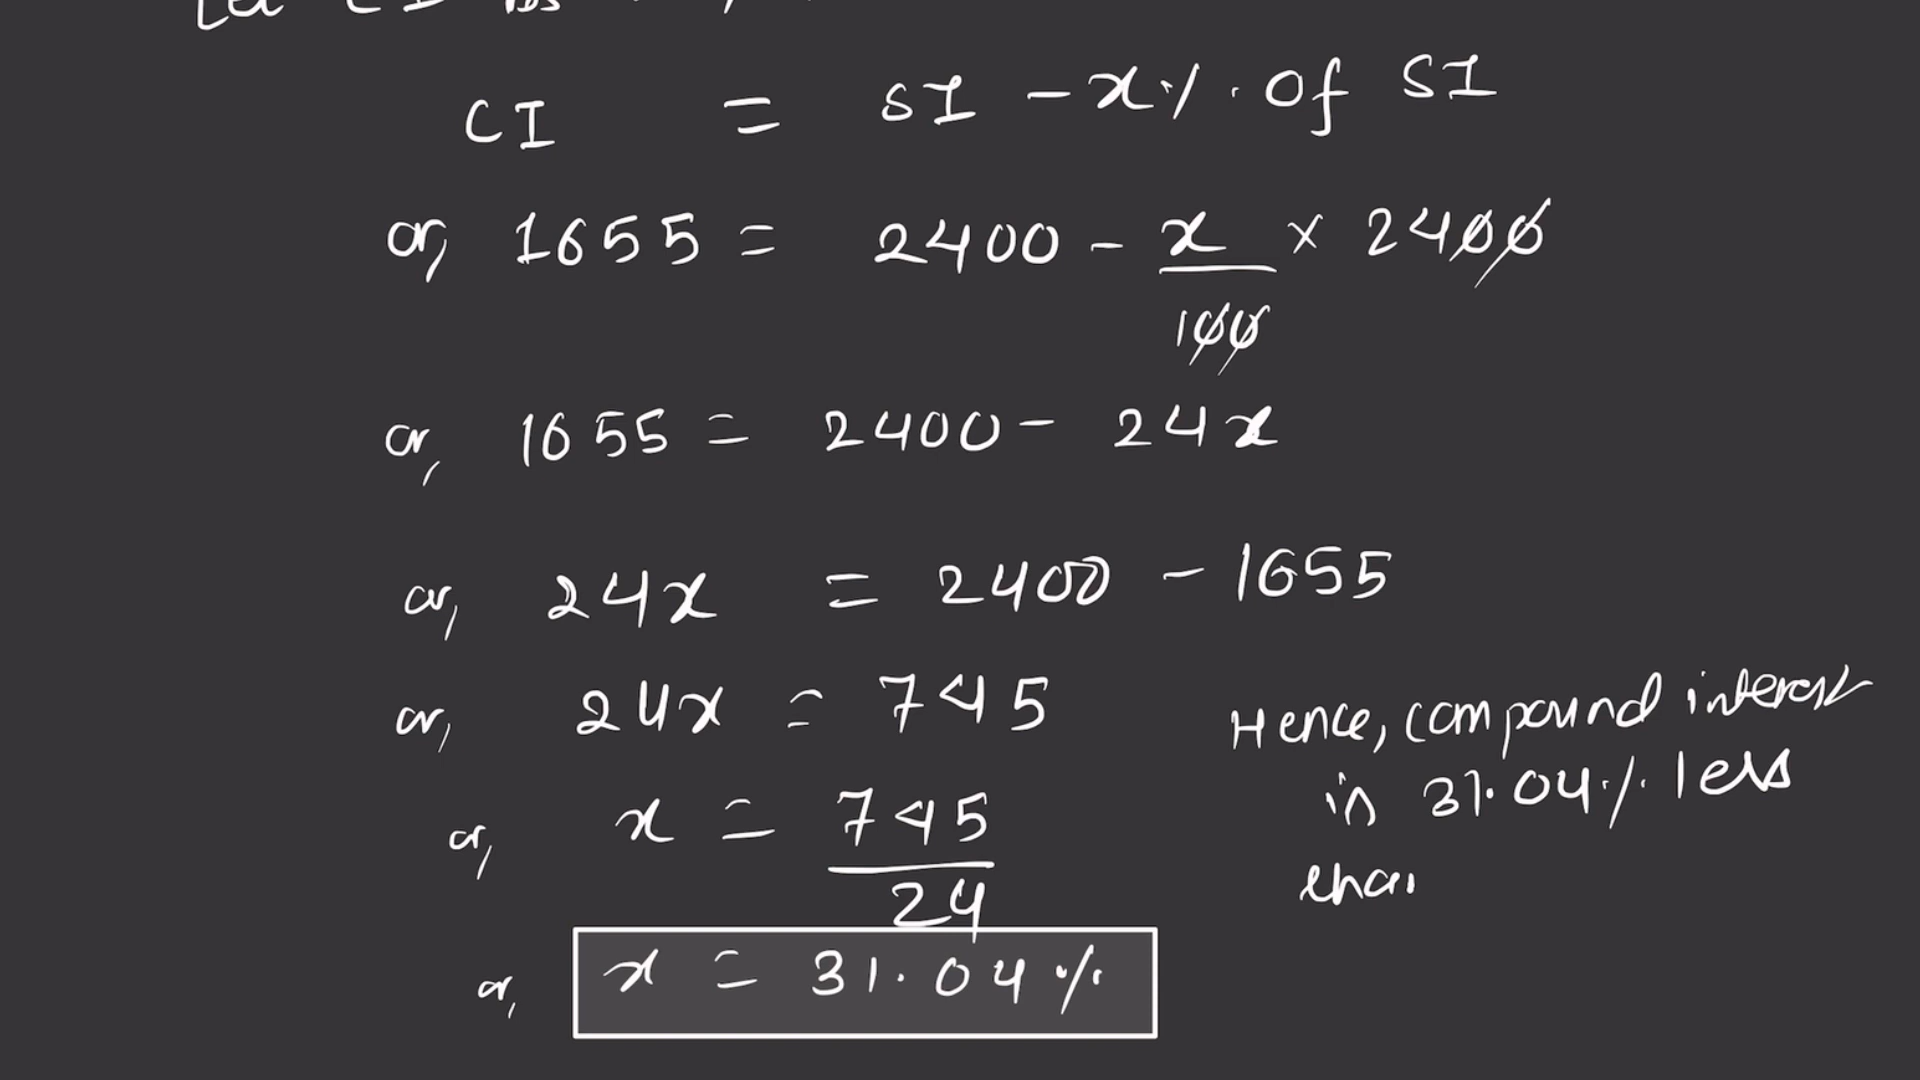 CI = SI - x% of SI
or, 1655 = 2400 - x/100 × 2400
or, 1655 = 2400 - 24x
or, 24x = 2400 - 1655
or, 24x = 745
or, x = 745/24
or, x = 31.04%
Hence, compound interest
in 31.04% less
than